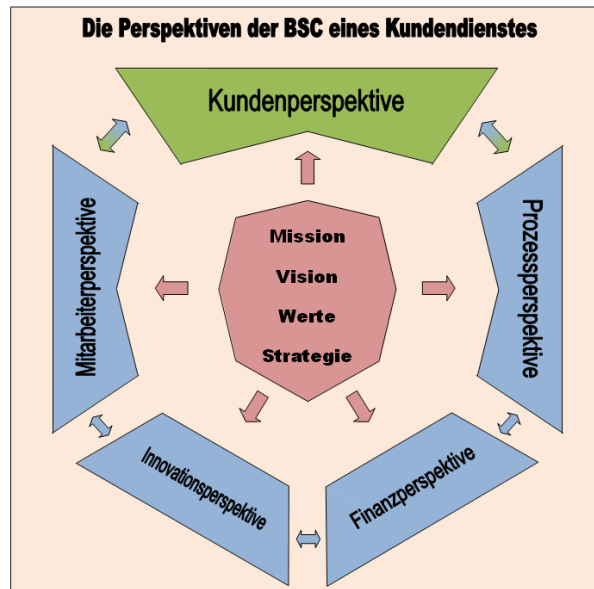 Die Perspektiven der BSC eines Kundendienstes
Kundenperspektive
Mitarbeiterperspektive
Mission
Vision
Werte
Strategie
Prozessperspektive
Innovationsperspektive
Finanzperspektive